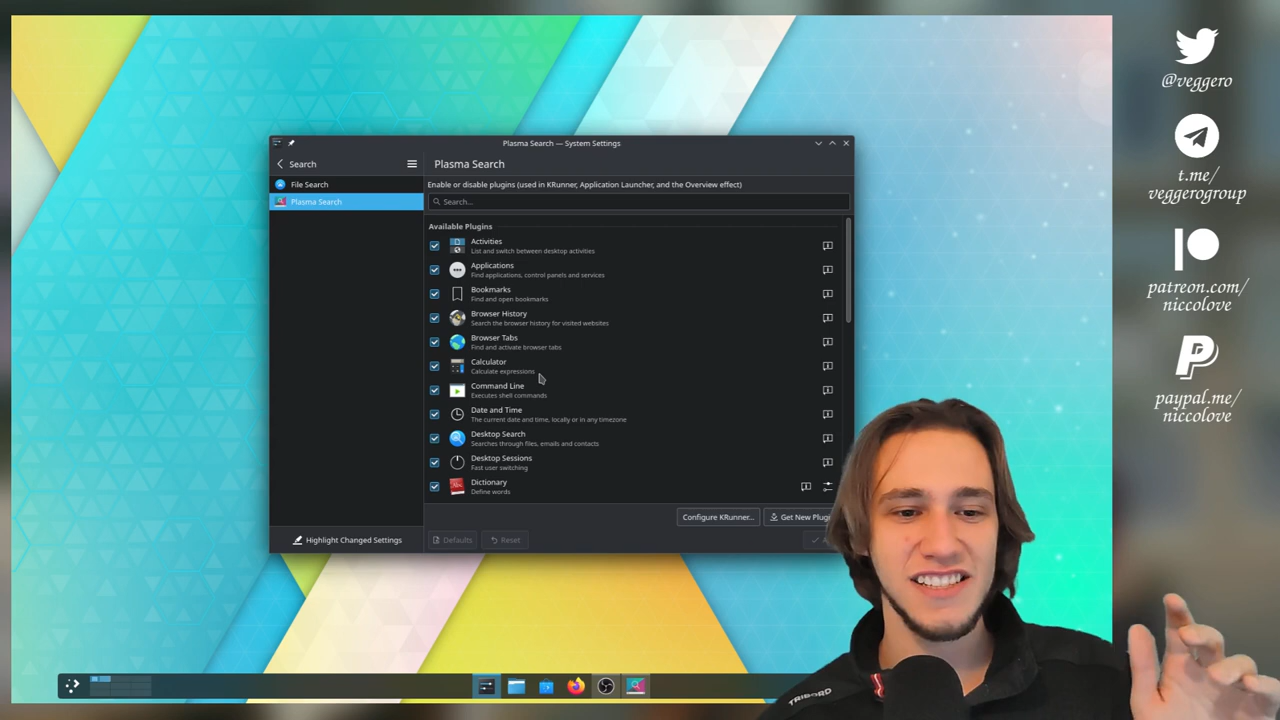 @veggero
t.me/
veggerogroup
patreon.com/
niccolove
paypal.me/
niccolove
Plasma Search — System Settings
Search
File Search
Plasma Search
Highlight Changed Settings
Plasma Search
Enable or disable plugins (used in KRunner, Application Launcher, and the Overview effect)
Search...
Available Plugins
Activities
List and switch between desktop activities
Applications
Find applications, control panels and services
Bookmarks
Find and open bookmarks
Browser History
Search the browser history for visited websites
Browser Tabs
Find and activate browser tabs
Calculator
Calculate expressions
Command Line
Executes shell commands
Date and Time
The current date and time, locally or in any timezone
Desktop Search
Searches through files, emails and contacts
Desktop Sessions
Fast user switching
Dictionary
Define words
Configure KRunner...
Get New Plugi
Defaults
Reset
TRIBORD